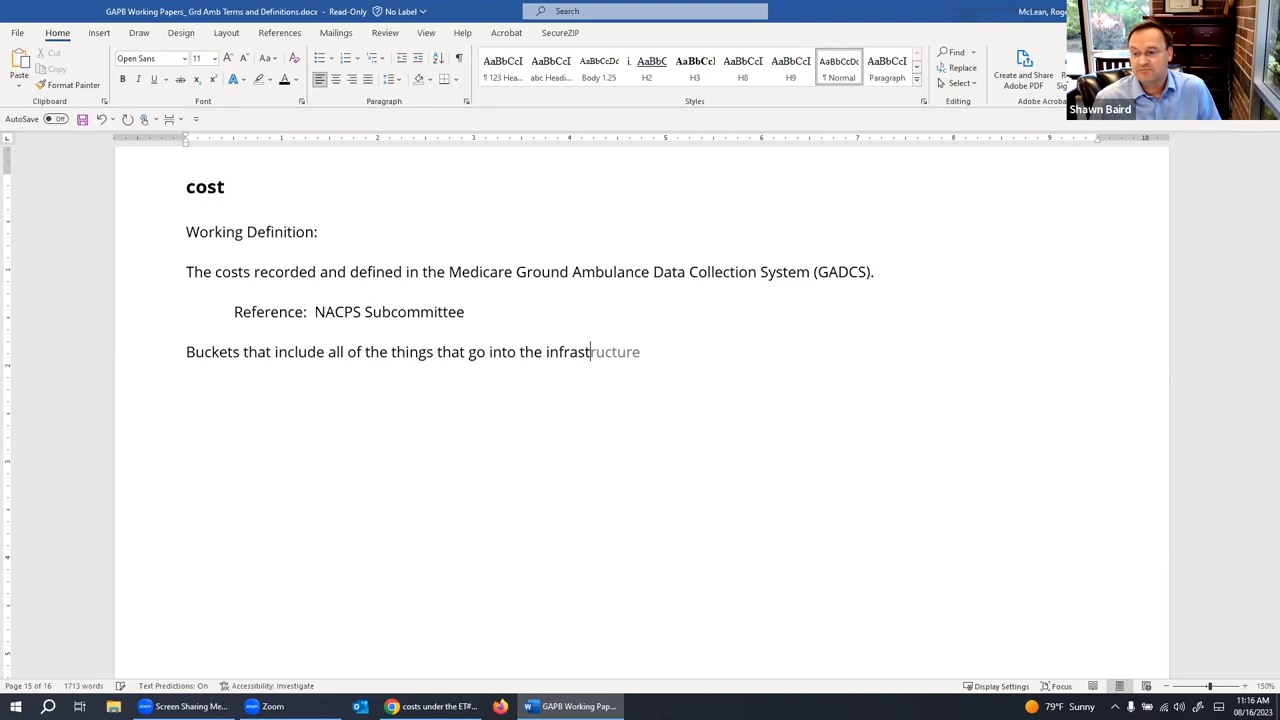 GAPB Working Papers_Terms and Definitions.docx - Read-Only No Label
Search
McLean, Rog
File Home Insert Draw Design Layout References Mailings Review View Help Acrobat SecureZIP
Cut
Copy
Format Painter
Paste
Clipboard
Open Sans 11
Font
Paragraph
AaBbCcI AaBbCcI AaBbCcDc i. AaBbC AaBbCc AaBbCcI AaBbCcI AaBbCcDc AaBbCcI
¶ 123 Head... abc Headi... Body 1.25 H2 H3 H8 H9 ¶ Normal Paragraph
Styles
Find
Replace
Select
Editing
Create and Share
Adobe PDF
Adobe Acroba
Shawn Baird
AutoSave Off
cost
Working Definition:
The costs recorded and defined in the Medicare Ground Ambulance Data Collection System (GADCS).
Reference: NACPS Subcommittee
Buckets that include all of the things that go into the infrastructure
Page 15 of 16 1713 words Text Predictions: On Accessibility: Investigate Display Settings Focus 150%
Screen Sharing Me... Zoom costs under the ETP... GAPB Working Pap... 79°F Sunny
11:16 AM
08/16/2023